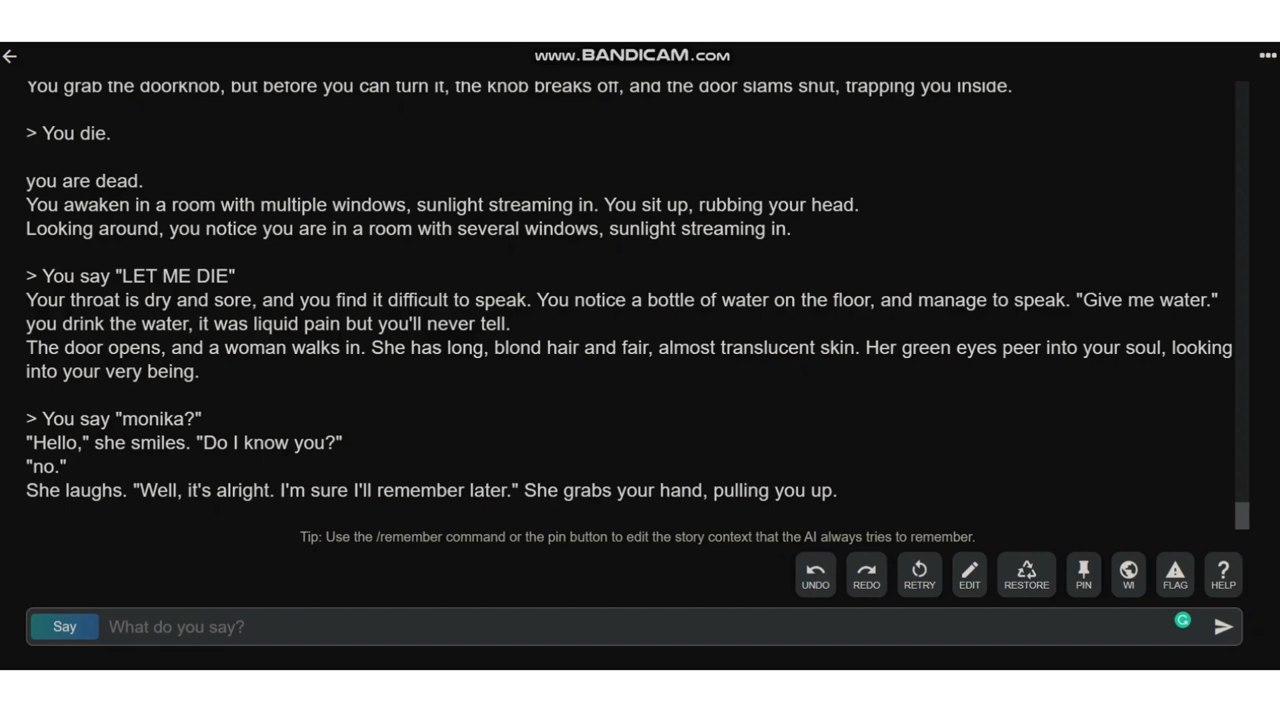 www.BANDICAM.com
You grab the doorknob, but before you can turn it, the knob breaks off, and the door slams shut, trapping you inside.
> You die.
you are dead.
You awaken in a room with multiple windows, sunlight streaming in. You sit up, rubbing your head.
Looking around, you notice you are in a room with several windows, sunlight streaming in.
> You say "LET ME DIE"
Your throat is dry and sore, and you find it difficult to speak. You notice a bottle of water on the floor, and manage to speak. "Give me water."
you drink the water, it was liquid pain but you'll never tell.
The door opens, and a woman walks in. She has long, blond hair and fair, almost translucent skin. Her green eyes peer into your soul, looking
into your very being.
> You say "monika?"
"Hello," she smiles. "Do I know you?"
"no."
She laughs. "Well, it's alright. I'm sure I'll remember later." She grabs your hand, pulling you up.
Tip: Use the /remember command or the pin button to edit the story context that the AI always tries to remember.
UNDO REDO RETRY EDIT RESTORE PIN WI FLAG HELP
Say What do you say?